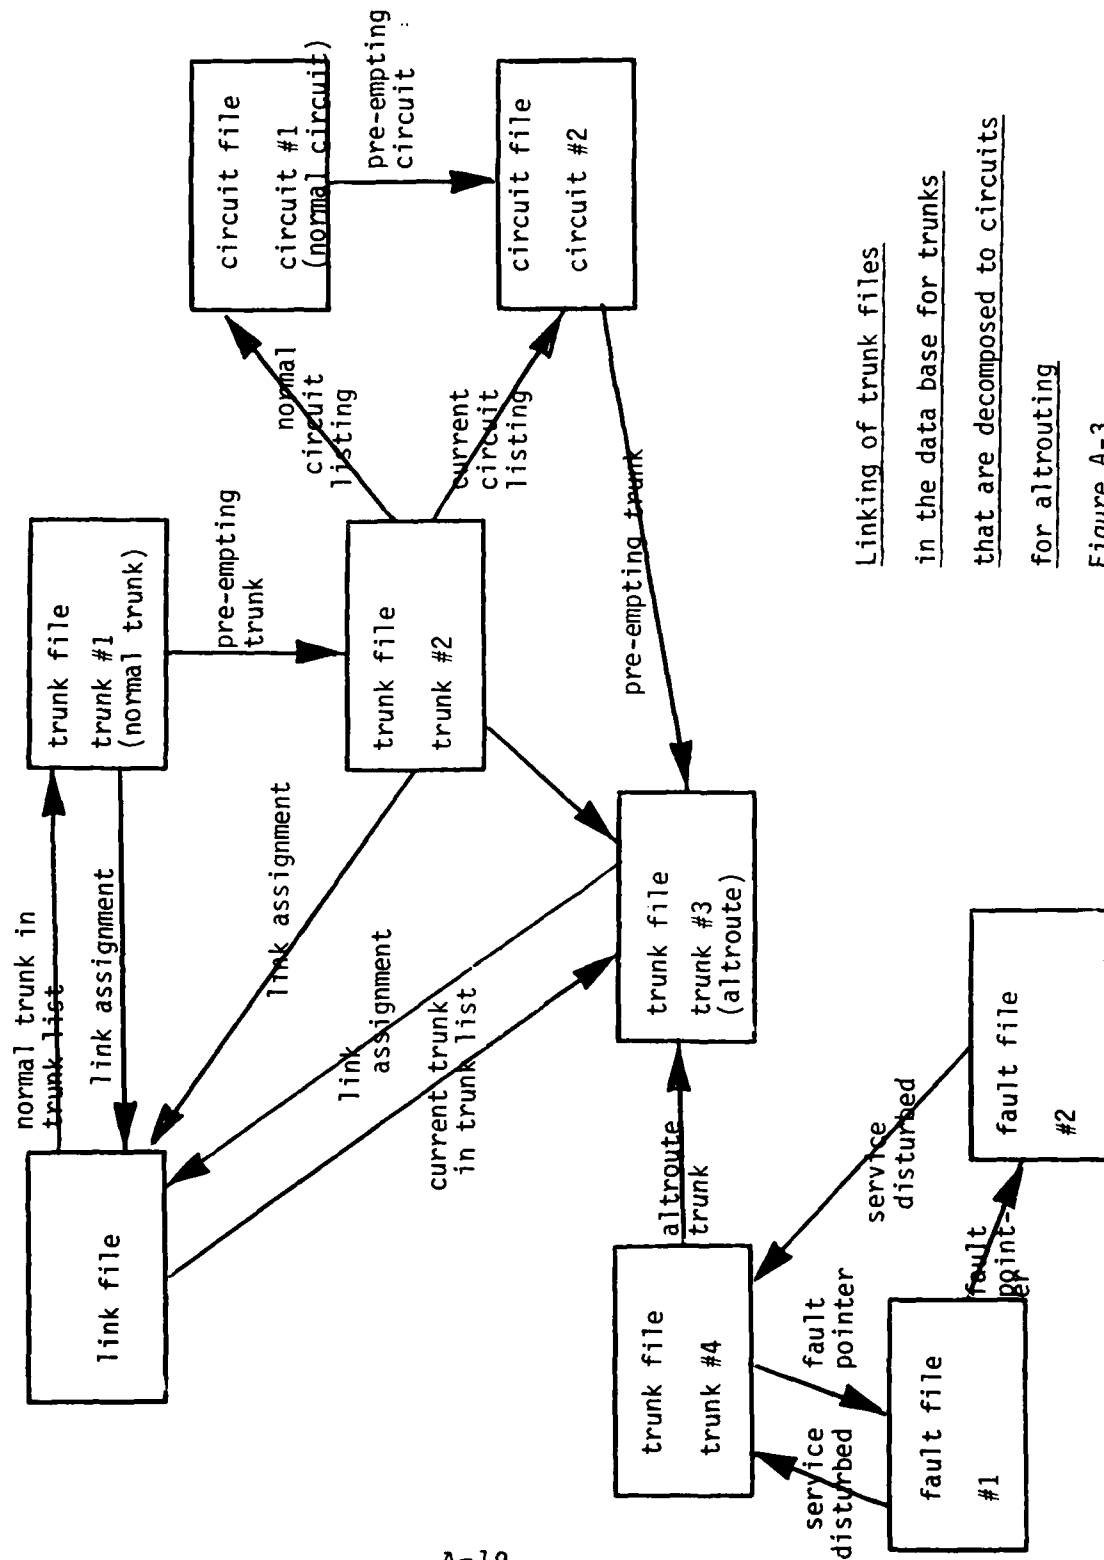 link file
normal trunk in
trunk list
link assignment
trunk file
trunk #1
(normal trunk)
pre-empting
trunk
trunk file
trunk #2
link assignment
link
assignment
current trunk
in trunk list
normal
circuit
listing
current
circuit
listing
circuit file
circuit #1
(normal circuit)
pre-empting
circuit
circuit file
circuit #2
pre-empting trunk
trunk file
trunk #3
(altroute)
altroute
trunk
trunk file
trunk #4
service
disturbed
fault
pointer
service
disturbed
fault file
#1
fault
point-
er
fault file
#2
Linking of trunk files
in the data base for trunks
that are decomposed to circuits
for altrouting
Figure A-3
A-19